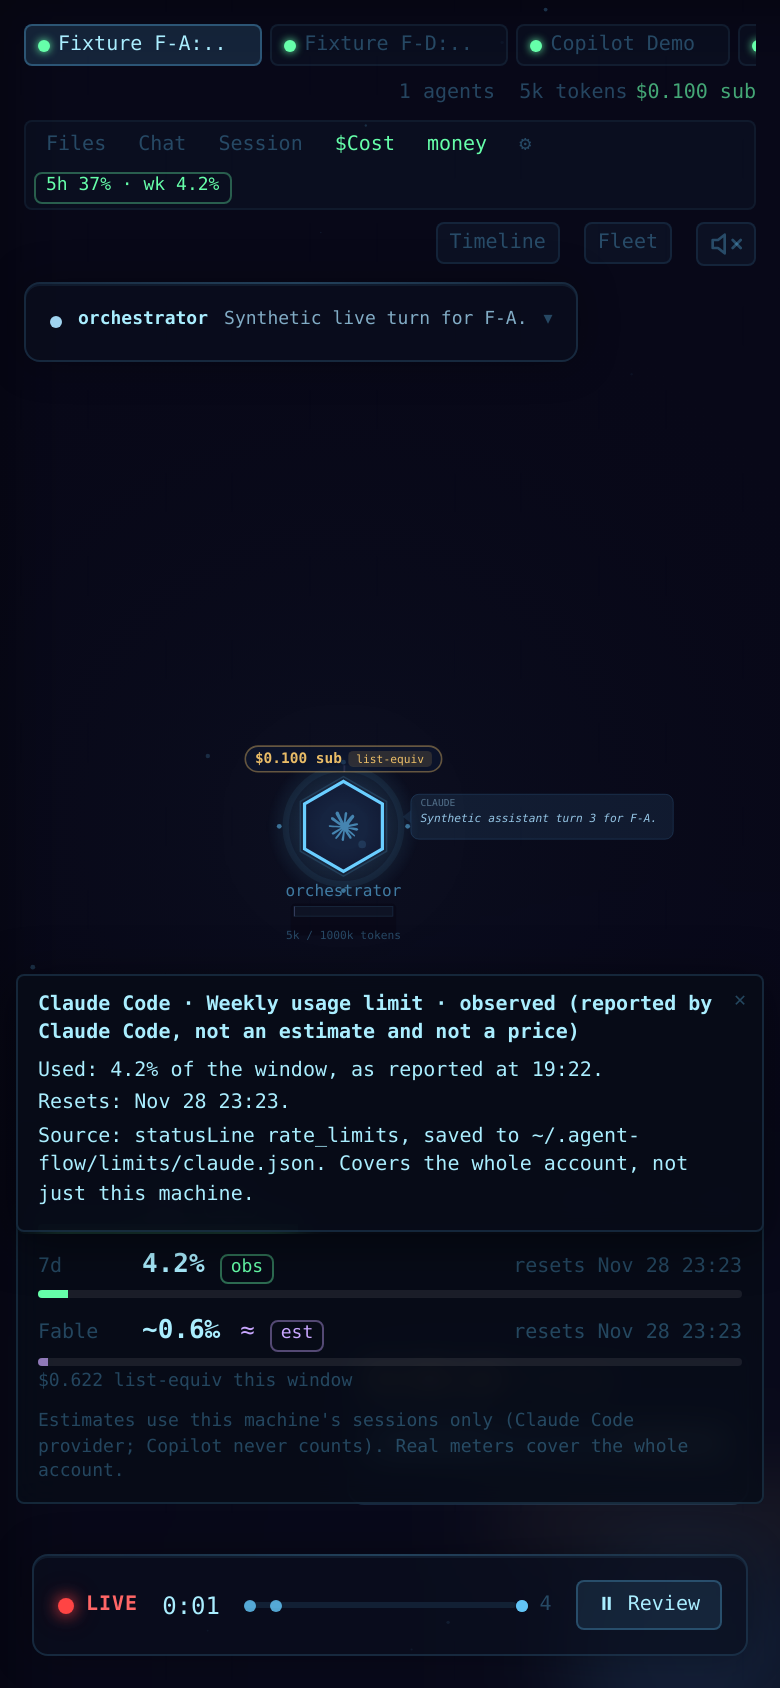 Fixture F-A:..
Fixture F-D:..
Copilot Demo
1 agents 5k tokens $0.100 sub
Files Chat Session $Cost money ⚙
5h 37% · wk 4.2%
Timeline Fleet
orchestrator Synthetic live turn for F-A. ▼
$0.100 sub list-equiv
CLAUDE
Synthetic assistant turn 3 for F-A.
orchestrator
5k / 1000k tokens
Claude Code · Weekly usage limit · observed (reported by ×
Claude Code, not an estimate and not a price)
Used: 4.2% of the window, as reported at 19:22.
Resets: Nov 28 23:23.
Source: statusLine rate_limits, saved to ~/.agent-
flow/limits/claude.json. Covers the whole account, not
just this machine.
7d 4.2% obs resets Nov 28 23:23
Fable ~0.6% ≈ est resets Nov 28 23:23
$0.622 list-equiv this window
Estimates use this machine's sessions only (Claude Code
provider; Copilot never counts). Real meters cover the whole
account.
LIVE 0:01 4 ⏸ Review